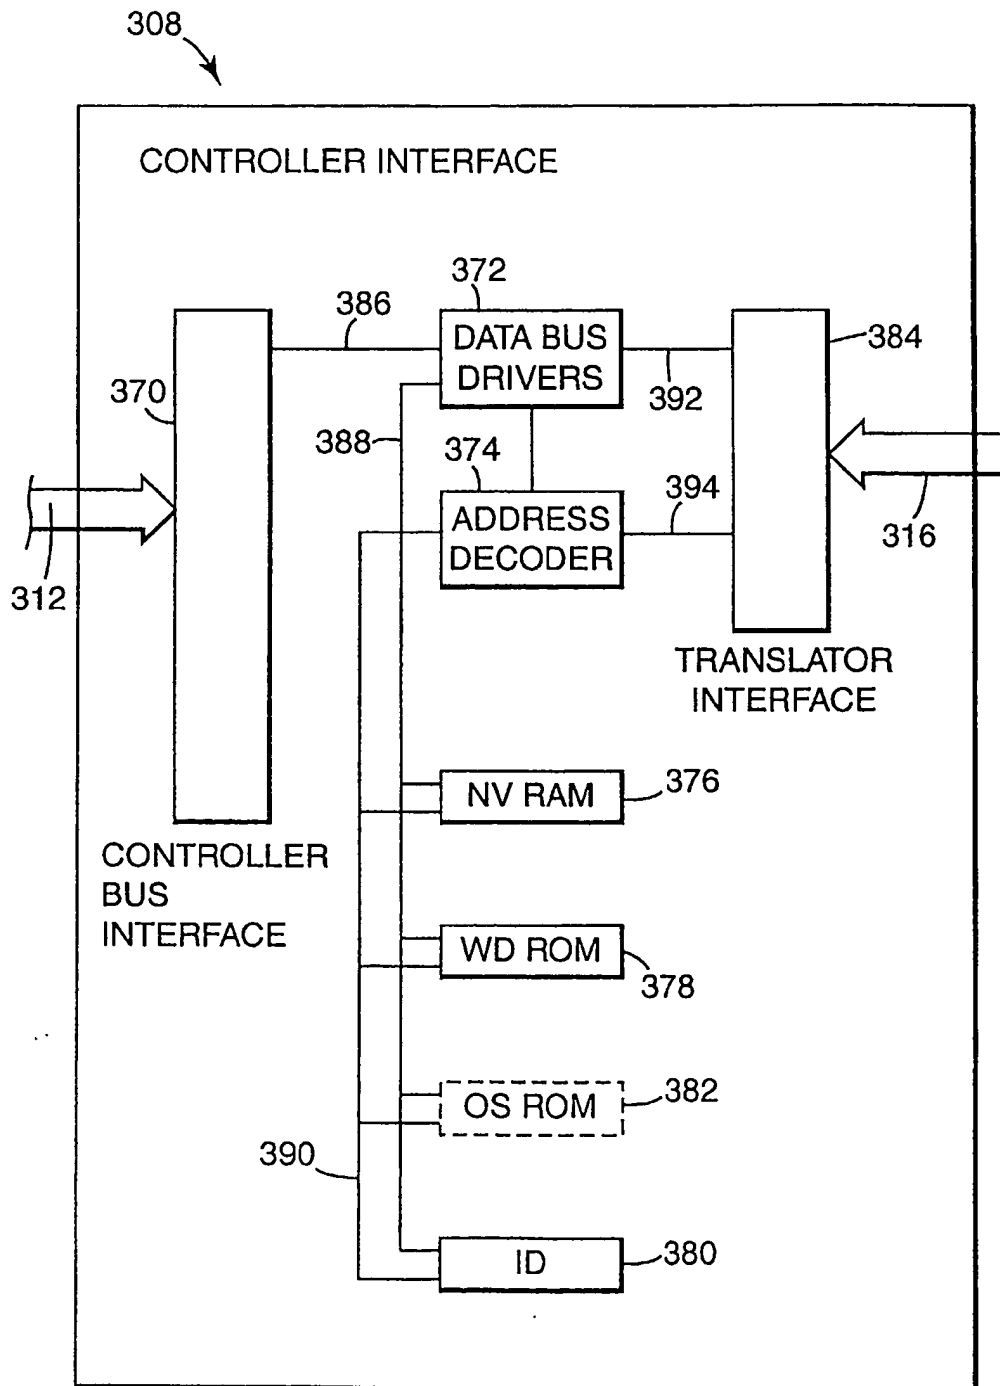 308
CONTROLLER INTERFACE
372
386
DATA BUS
DRIVERS
384
370
392
388
374
394
ADDRESS
DECODER
316
312
TRANSLATOR
INTERFACE
NV RAM
376
CONTROLLER
BUS
INTERFACE
WD ROM
378
OS ROM
382
390
ID
380